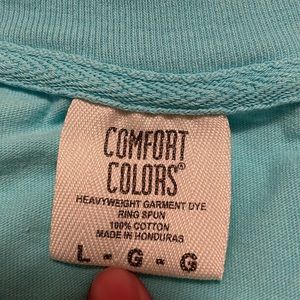 COMFORT
COLORS®
HEAVYWEIGHT GARMENT DYE
RING SPUN
100% COTTON
MADE IN HONDURAS
L - G - G